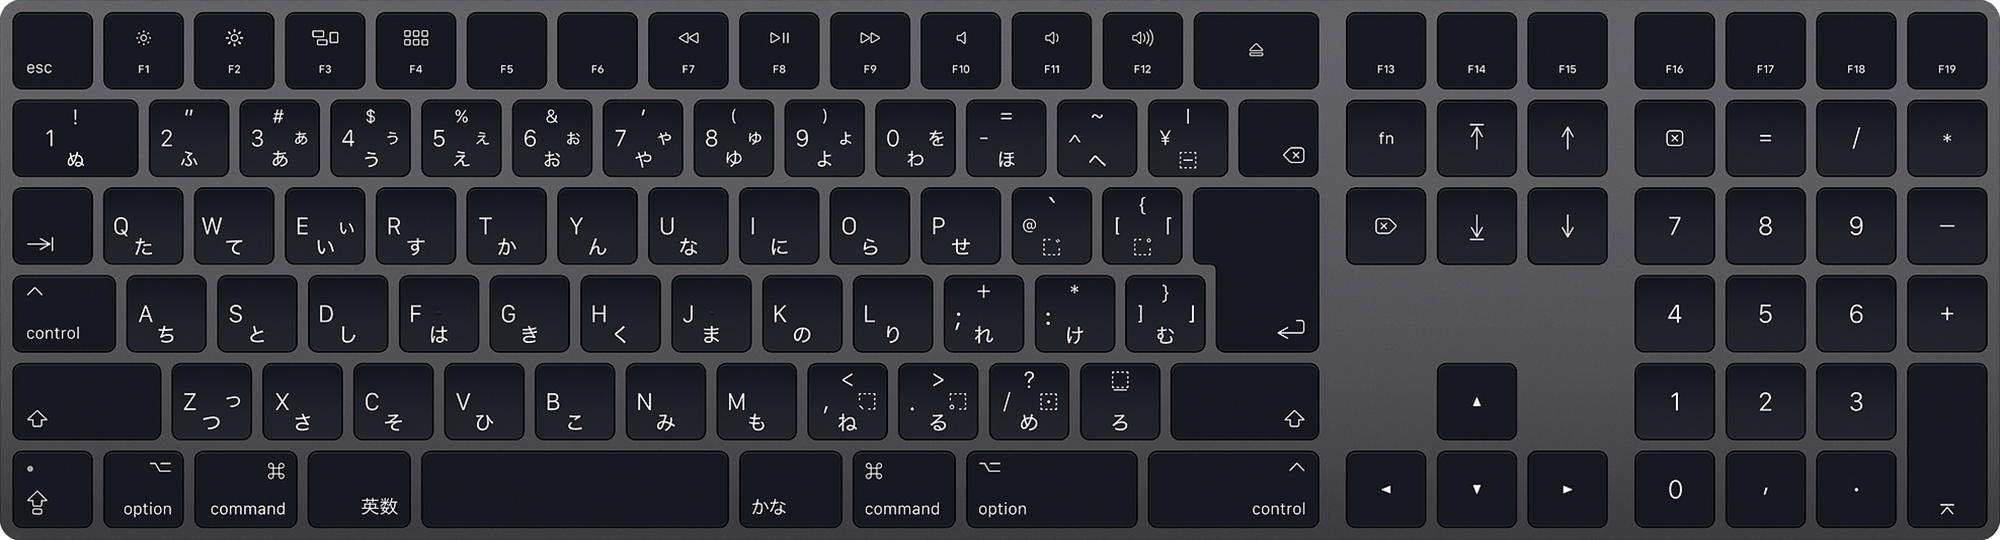 esc F1 F2 F3 F4 F5 F6 F7 F8 F9 F10 F11 F12 F13 F14 F15 F16 F17 F18 F19
! 1 ぬ " 2 ふ # 3 ぁ あ $ 4 ぅ う % 5 ぇ え & 6 ぉ お ' 7 ゃ や ( 8 ゅ ゆ ) 9 ょ よ 0 を わ = - ほ ~ ^ へ | ¥ fn = / *
Q た W て E ぃ い R す T か Y ん U な I に O ら P せ ` @ { [ 「 7 8 9 −
control A ち S と D し F は G き H く J ま K の L り + ; れ * : け } ] 」 む 4 5 6 +
Z っ つ X さ C そ V ひ B こ N み M も < , ね > . る ? / め ろ 1 2 3
option command 英数 かな command option control 0 , .